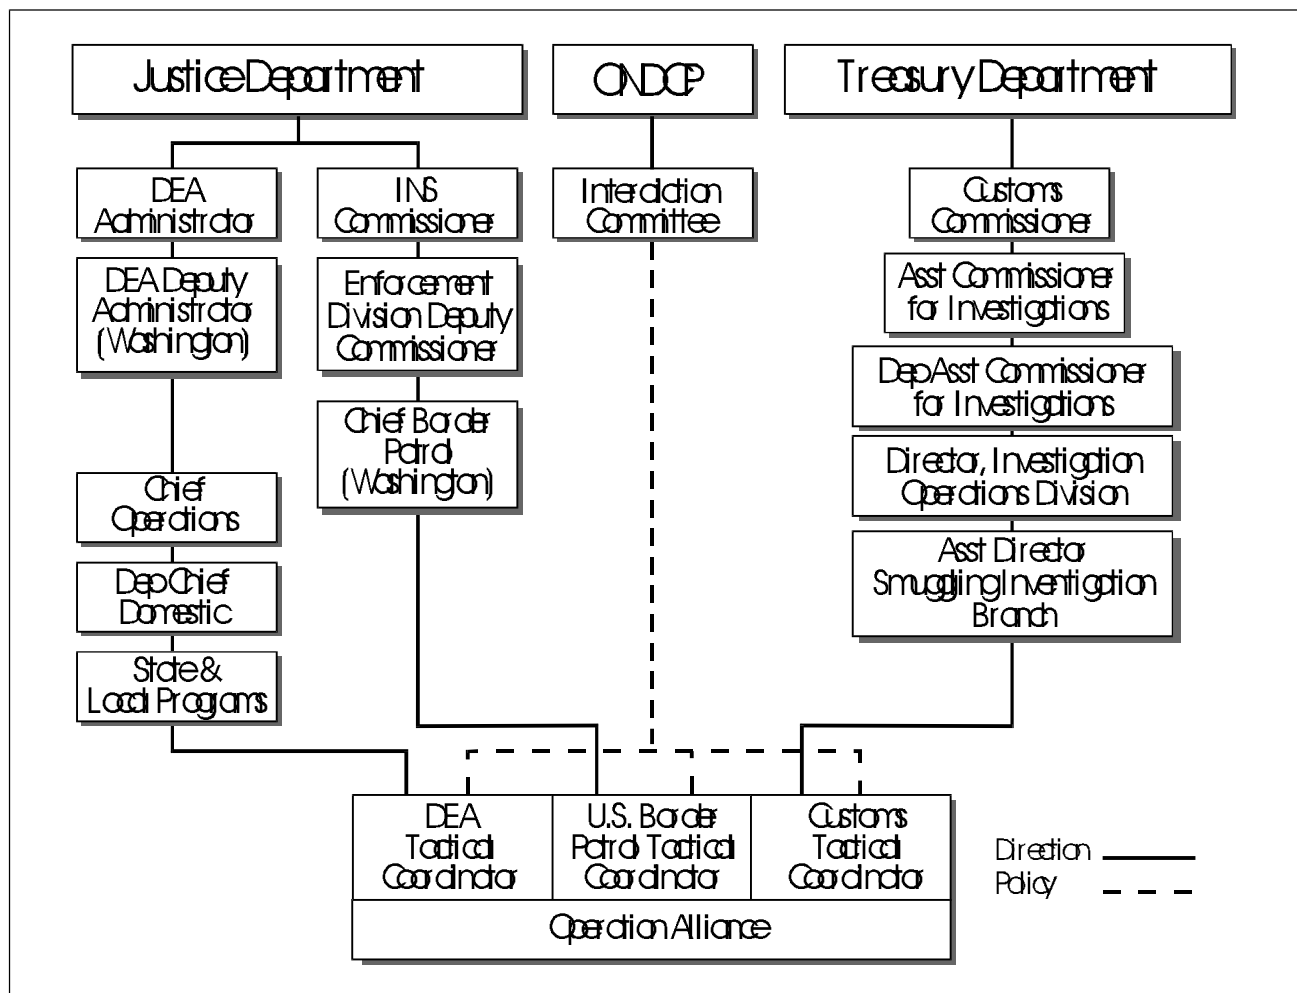 Justice Department
ONDCP
Treasury Department
DEA
Administrator
INS
Commissioner
Interdiction
Committee
Customs
Commissioner
DEA Deputy
Administrator
(Washington)
Enforcement
Division Deputy
Commissioner
Asst Commissioner
for Investigations
Chief Border
Patrol
(Washington)
Dep Asst Commissioner
for Investigations
Director, Investigation
Operations Division
Chief
Operations
Asst Director
Smuggling Inventigation
Branch
Dep Chief
Domestic
State &
Local Programs
DEA
Tactical
Coordinator
U.S. Border
Patrol Tactical
Coordinator
Customs
Tactical
Coordinator
Operation Alliance
Direction
Policy